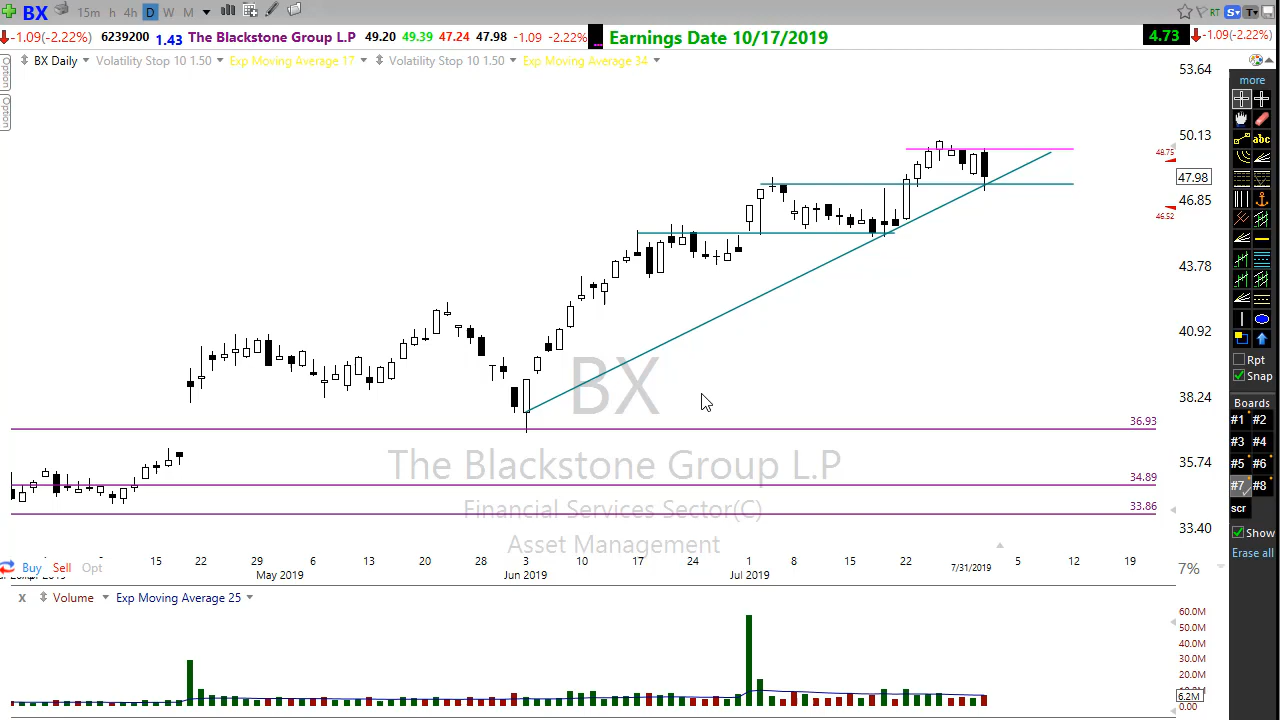 BX 15m h 4h D W M RT S T
-1.09(-2.22%) 6239200 1.43 The Blackstone Group L.P 49.20 49.39 47.24 47.98 -1.09 -2.22% Earnings Date 10/17/2019 4.73 -1.09(-2.22%)
BX Daily Volatility Stop 10 1.50 Exp Moving Average 17 Volatility Stop 10 1.50 Exp Moving Average 34
Option
Option
53.64
50.13
48.75
47.98
46.85
46.52
43.78
40.92
38.24
36.93
35.74
34.89
33.86
33.40
BX
The Blackstone Group L.P
Financial Services Sector(C)
Asset Management
more
abc
Rpt
Snap
Boards
#1 #2
#3 #4
#5 #6
#7 #8
scr
Show
Erase all
15 22 29 6 13 20 28 3 10 17 24 1 8 15 22 7/31/2019 5 12 19
May 2019 Jun 2019 Jul 2019
Buy Sell Opt
7%
x Volume Exp Moving Average 25
60.0M
50.0M
40.0M
30.0M
20.0M
6.2M
0.00